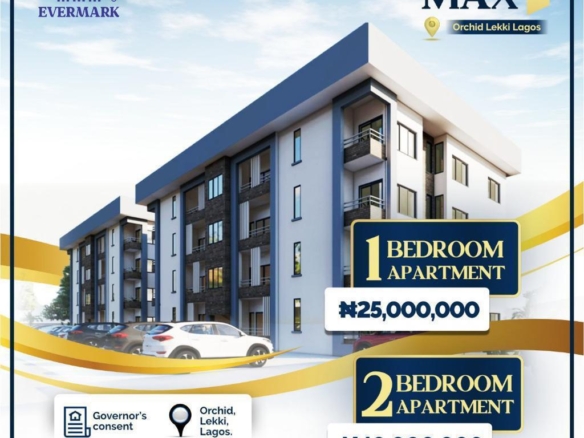 EVERMARK
MAX
Orchid Lekki Lagos
1 BEDROOM
APARTMENT
₦25,000,000
2 BEDROOM
APARTMENT
Governor's
consent
Orchid,
Lekki,
Lagos.